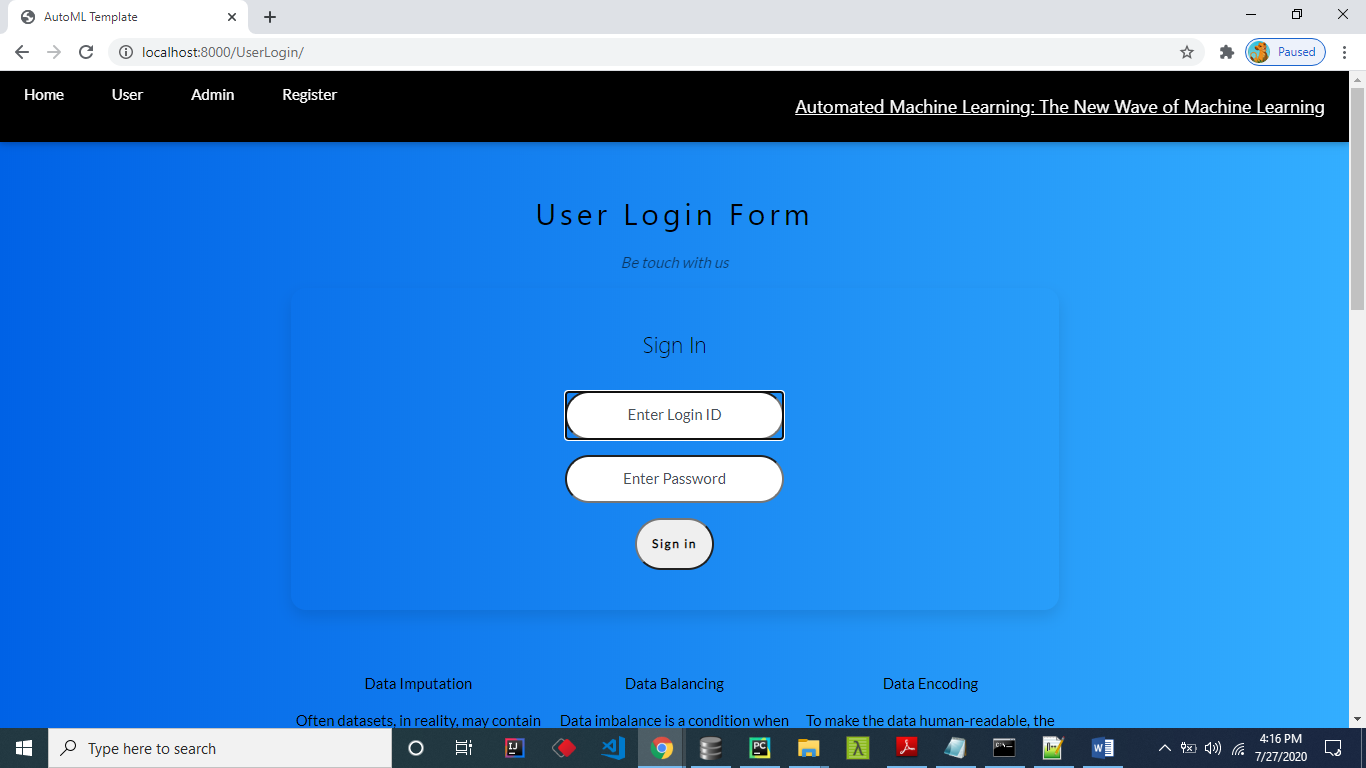 AutoML Template
localhost:8000/UserLogin/
Paused
Home User Admin Register
Automated Machine Learning: The New Wave of Machine Learning
User Login Form
Be touch with us
Sign In
Enter Login ID
Enter Password
Sign in
Data Imputation Data Balancing Data Encoding
Often datasets, in reality, may contain Data imbalance is a condition when To make the data human-readable, the
Type here to search
4:16 PM
7/27/2020